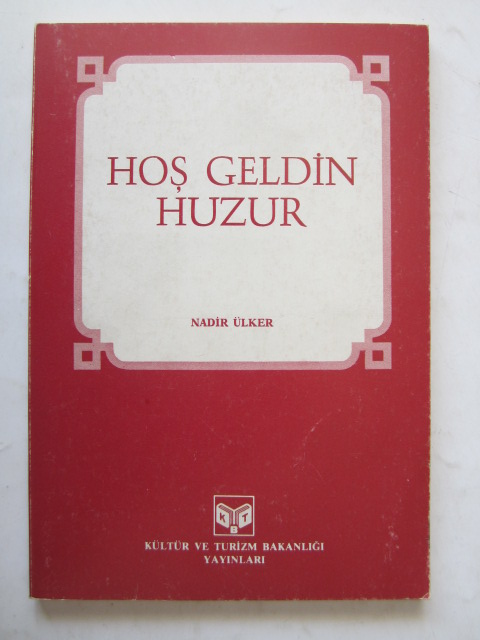 HOŞ GELDİN
HUZUR
NADİR ÜLKER
K B T
KÜLTÜR VE TURİZM BAKANLIĞI
YAYINLARI